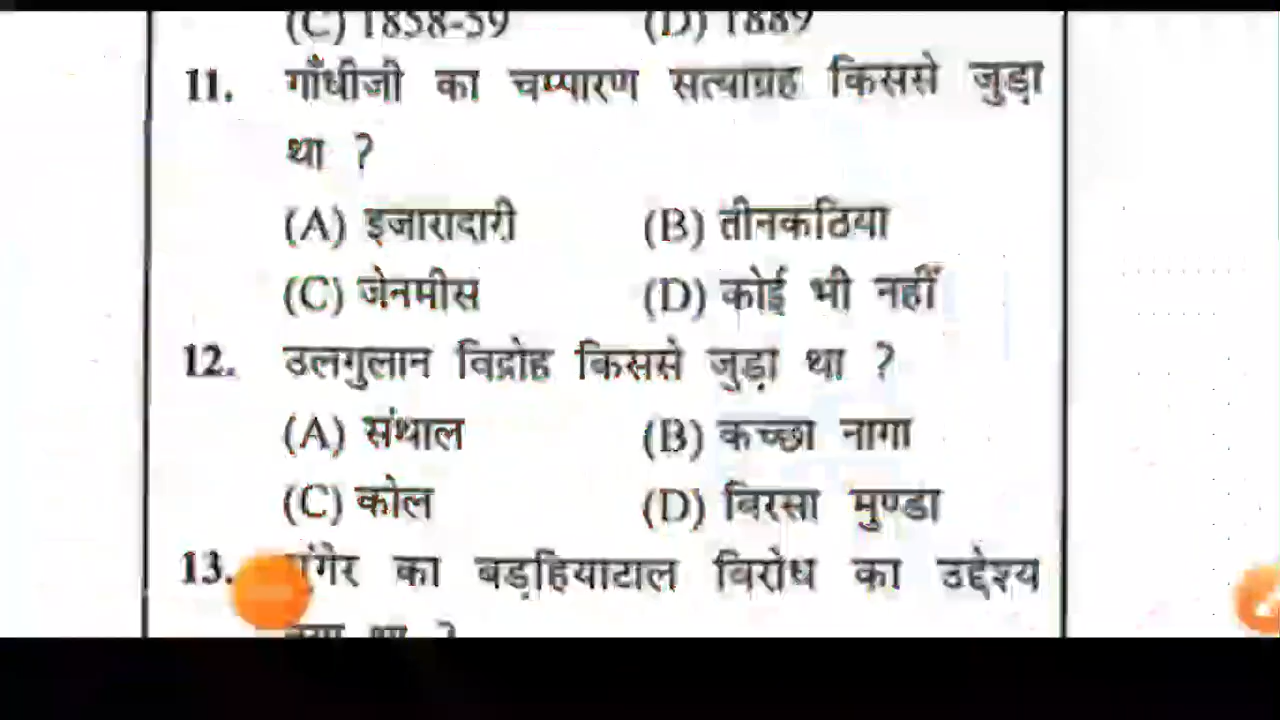 (C) 1858-59 (D) 1889
11. गाँधीजी का चम्पारण सत्याग्रह किससे जुड़ा
था ?
(A) इजारादारी (B) तीनकठिया
(C) जेनमीस (D) कोई भी नहीं
12. उलगुलान विद्रोह किससे जुड़ा था ?
(A) संथाल (B) कच्छा नागा
(C) कोल (D) बिरसा मुण्डा
13. का बड़हियाटाल विरोध का उद्देश्य